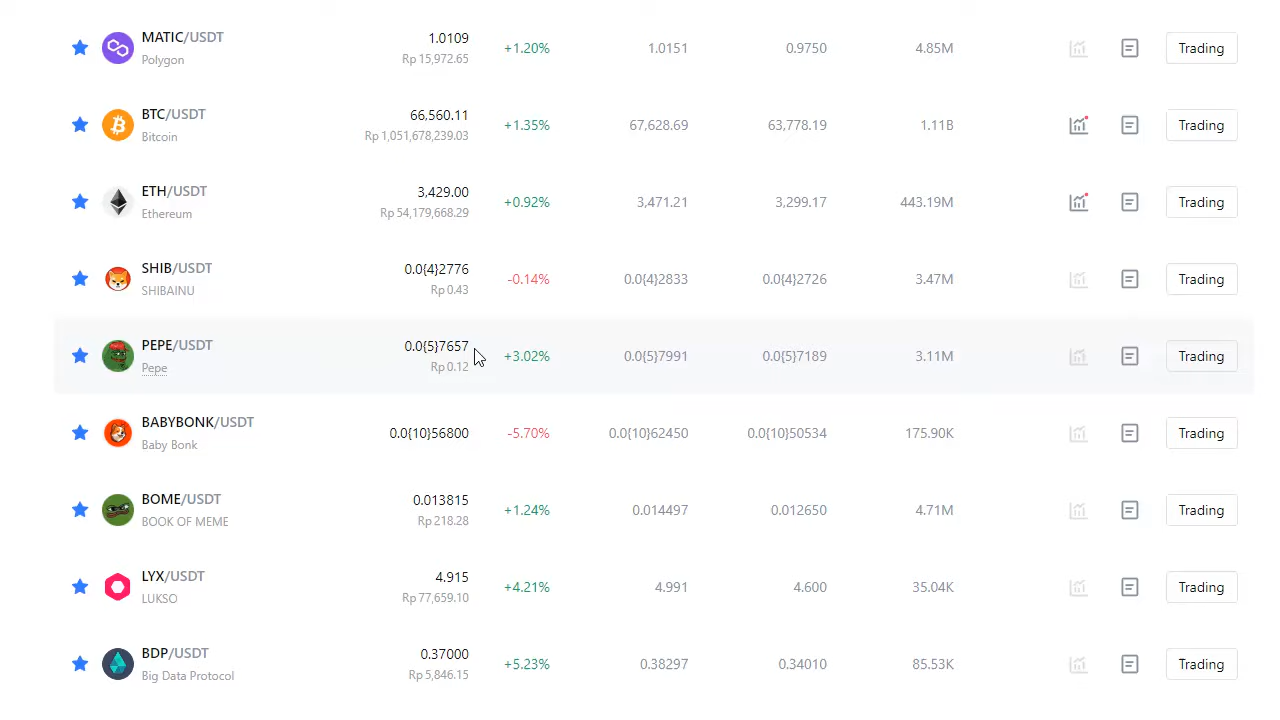 MATIC/USDT 1.0109 +1.20% 1.0151 0.9750 4.85M Trading
Polygon Rp 15,972.65
BTC/USDT 66,560.11 +1.35% 67,628.69 63,778.19 1.11B Trading
Bitcoin Rp 1,051,678,239.03
ETH/USDT 3,429.00 +0.92% 3,471.21 3,299.17 443.19M Trading
Ethereum Rp 54,179,668.29
SHIB/USDT 0.0{4}2776 -0.14% 0.0{4}2833 0.0{4}2726 3.47M Trading
SHIBAINU Rp 0.43
PEPE/USDT 0.0{5}7657 +3.02% 0.0{5}7991 0.0{5}7189 3.11M Trading
Pepe Rp 0.12
BABYBONK/USDT 0.0{10}56800 -5.70% 0.0{10}62450 0.0{10}50534 175.90K Trading
Baby Bonk
BOME/USDT 0.013815 +1.24% 0.014497 0.012650 4.71M Trading
BOOK OF MEME Rp 218.28
LYX/USDT 4.915 +4.21% 4.991 4.600 35.04K Trading
LUKSO Rp 77,659.10
BDP/USDT 0.37000 +5.23% 0.38297 0.34010 85.53K Trading
Big Data Protocol Rp 5,846.15